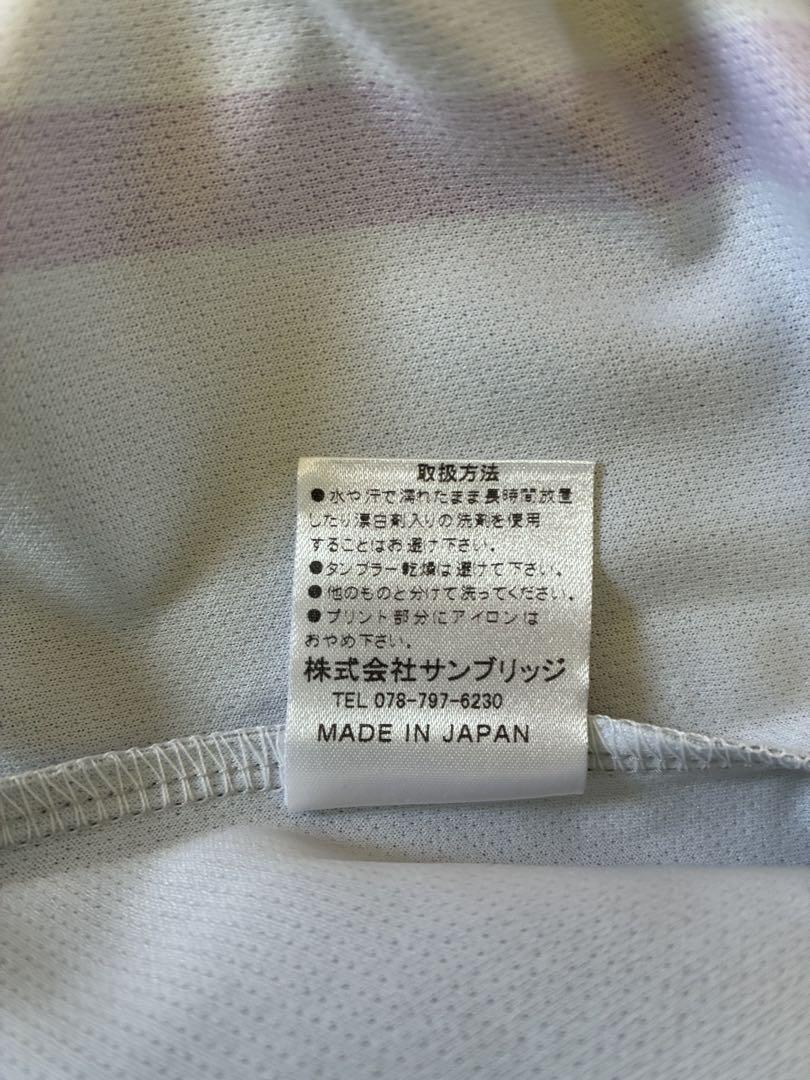 取扱方法
●水や汗で濡れたまま長時間放置
したり漂白剤入りの洗剤を使用
することはお避け下さい。
●タンブラー乾燥は避けて下さい。
●他のものと分けて洗ってください。
●プリント部分にアイロンは
おやめ下さい。
株式会社サンブリッジ
TEL 078-797-6230
MADE IN JAPAN